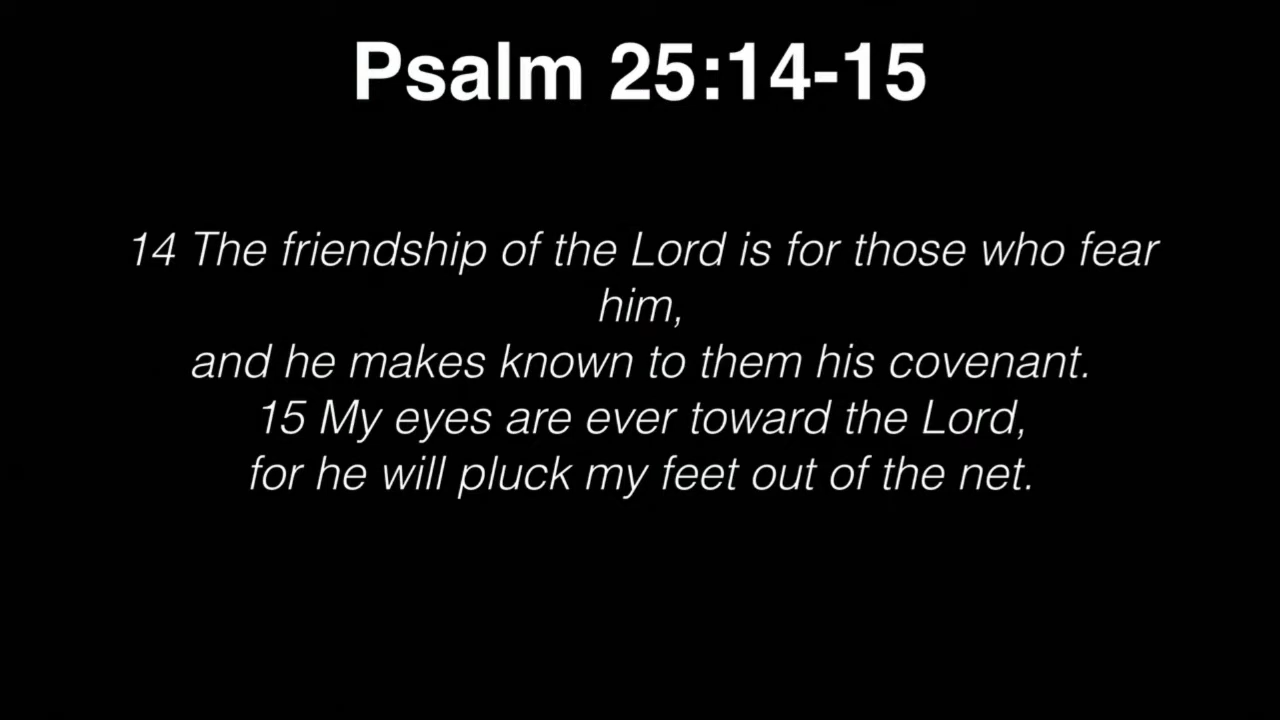 Psalm 25:14-15
14 The friendship of the Lord is for those who fear
him,
and he makes known to them his covenant.
15 My eyes are ever toward the Lord,
for he will pluck my feet out of the net.